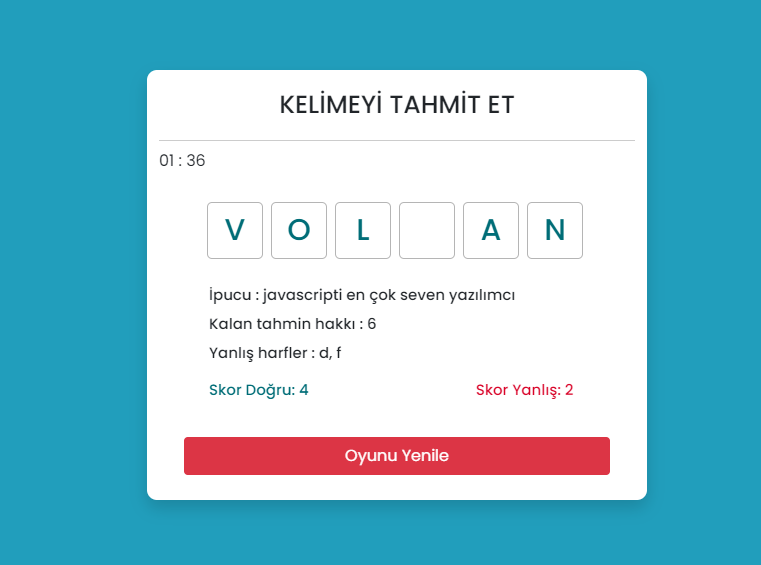 KELİMEYİ TAHMİT ET
01 : 36
V O L A N
İpucu : javascripti en çok seven yazılımcı
Kalan tahmin hakkı : 6
Yanlış harfler : d, f
Skor Doğru: 4 Skor Yanlış: 2
Oyunu Yenile